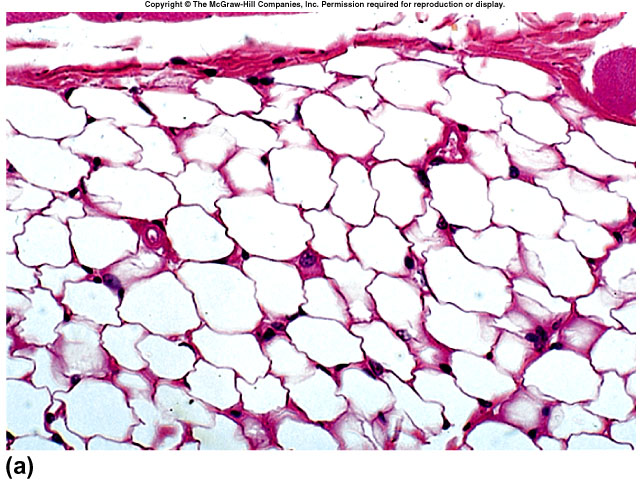 Copyright © The McGraw-Hill Companies, Inc. Permission required for reproduction or display.
(a)